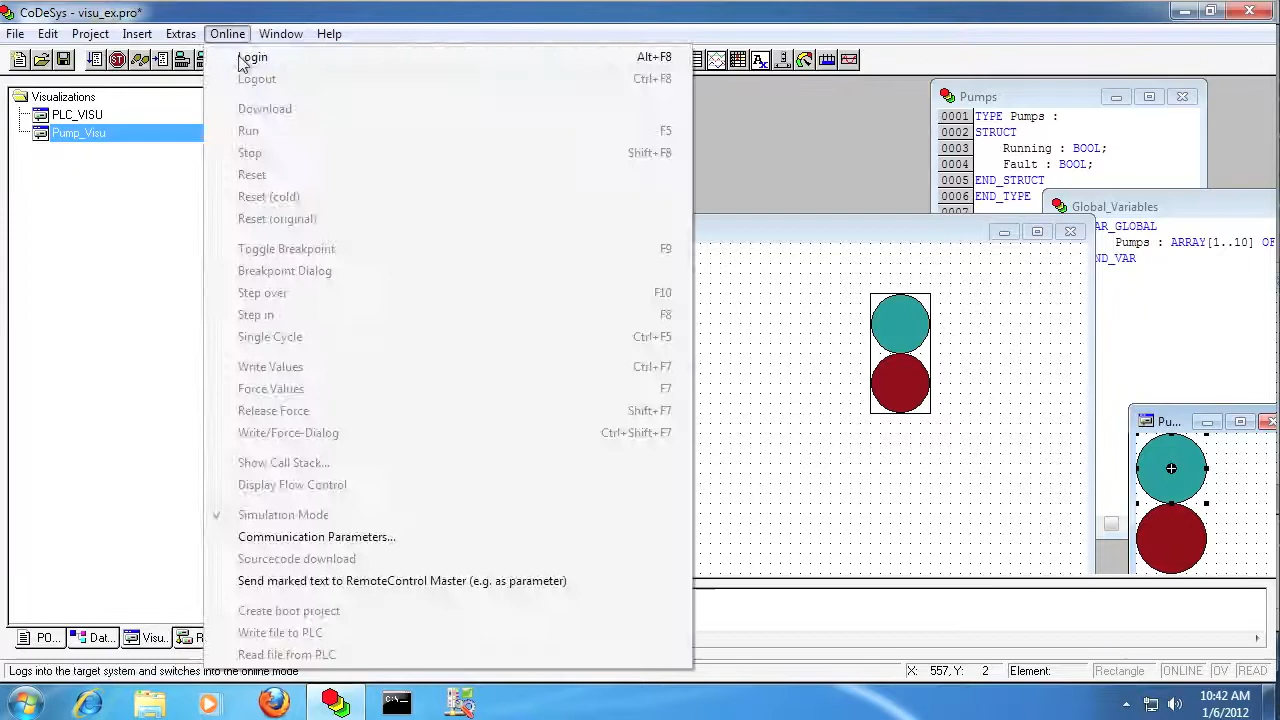 CoDeSys - visu_ex.pro*
File Edit Project Insert Extras Online Window Help
Visualizations
PLC_VISU
Pump_Visu
Login Alt+F8
Logout Ctrl+F8
Download
Run F5
Stop Shift+F8
Reset
Reset (cold)
Reset (original)
Toggle Breakpoint F9
Breakpoint Dialog
Step over F10
Step in F8
Single Cycle Ctrl+F5
Write Values Ctrl+F7
Force Values F7
Release Force Shift+F7
Write/Force-Dialog Ctrl+Shift+F7
Show Call Stack...
Display Flow Control
Simulation Mode
Communication Parameters...
Sourcecode download
Send marked text to RemoteControl Master (e.g. as parameter)
Create boot project
Write file to PLC
Read file from PLC
Pumps
0001 TYPE Pumps :
0002 STRUCT
0003 Running : BOOL;
0004 Fault : BOOL;
0005 END_STRUCT
0006 END_TYPE
0007
Global_Variables
AR_GLOBAL
Pumps : ARRAY[1..10] OF
ND_VAR
Pu...
PO... Dat... Visu... R
Logs into the target system and switches into the online mode
X: 557, Y: 2 Element: Rectangle ONLINE OV READ
C:\_
10:42 AM
1/6/2012